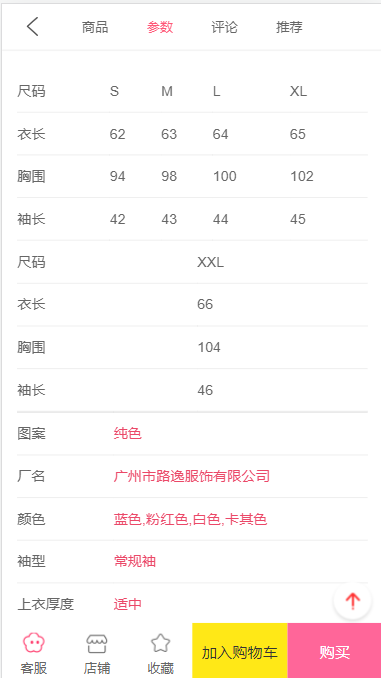 商品 参数 评论 推荐
尺码 S M L XL
衣长 62 63 64 65
胸围 94 98 100 102
袖长 42 43 44 45
尺码 XXL
衣长 66
胸围 104
袖长 46
图案 纯色
厂名 广州市路逸服饰有限公司
颜色 蓝色,粉红色,白色,卡其色
袖型 常规袖
上衣厚度 适中
客服 店铺 收藏 加入购物车 购买